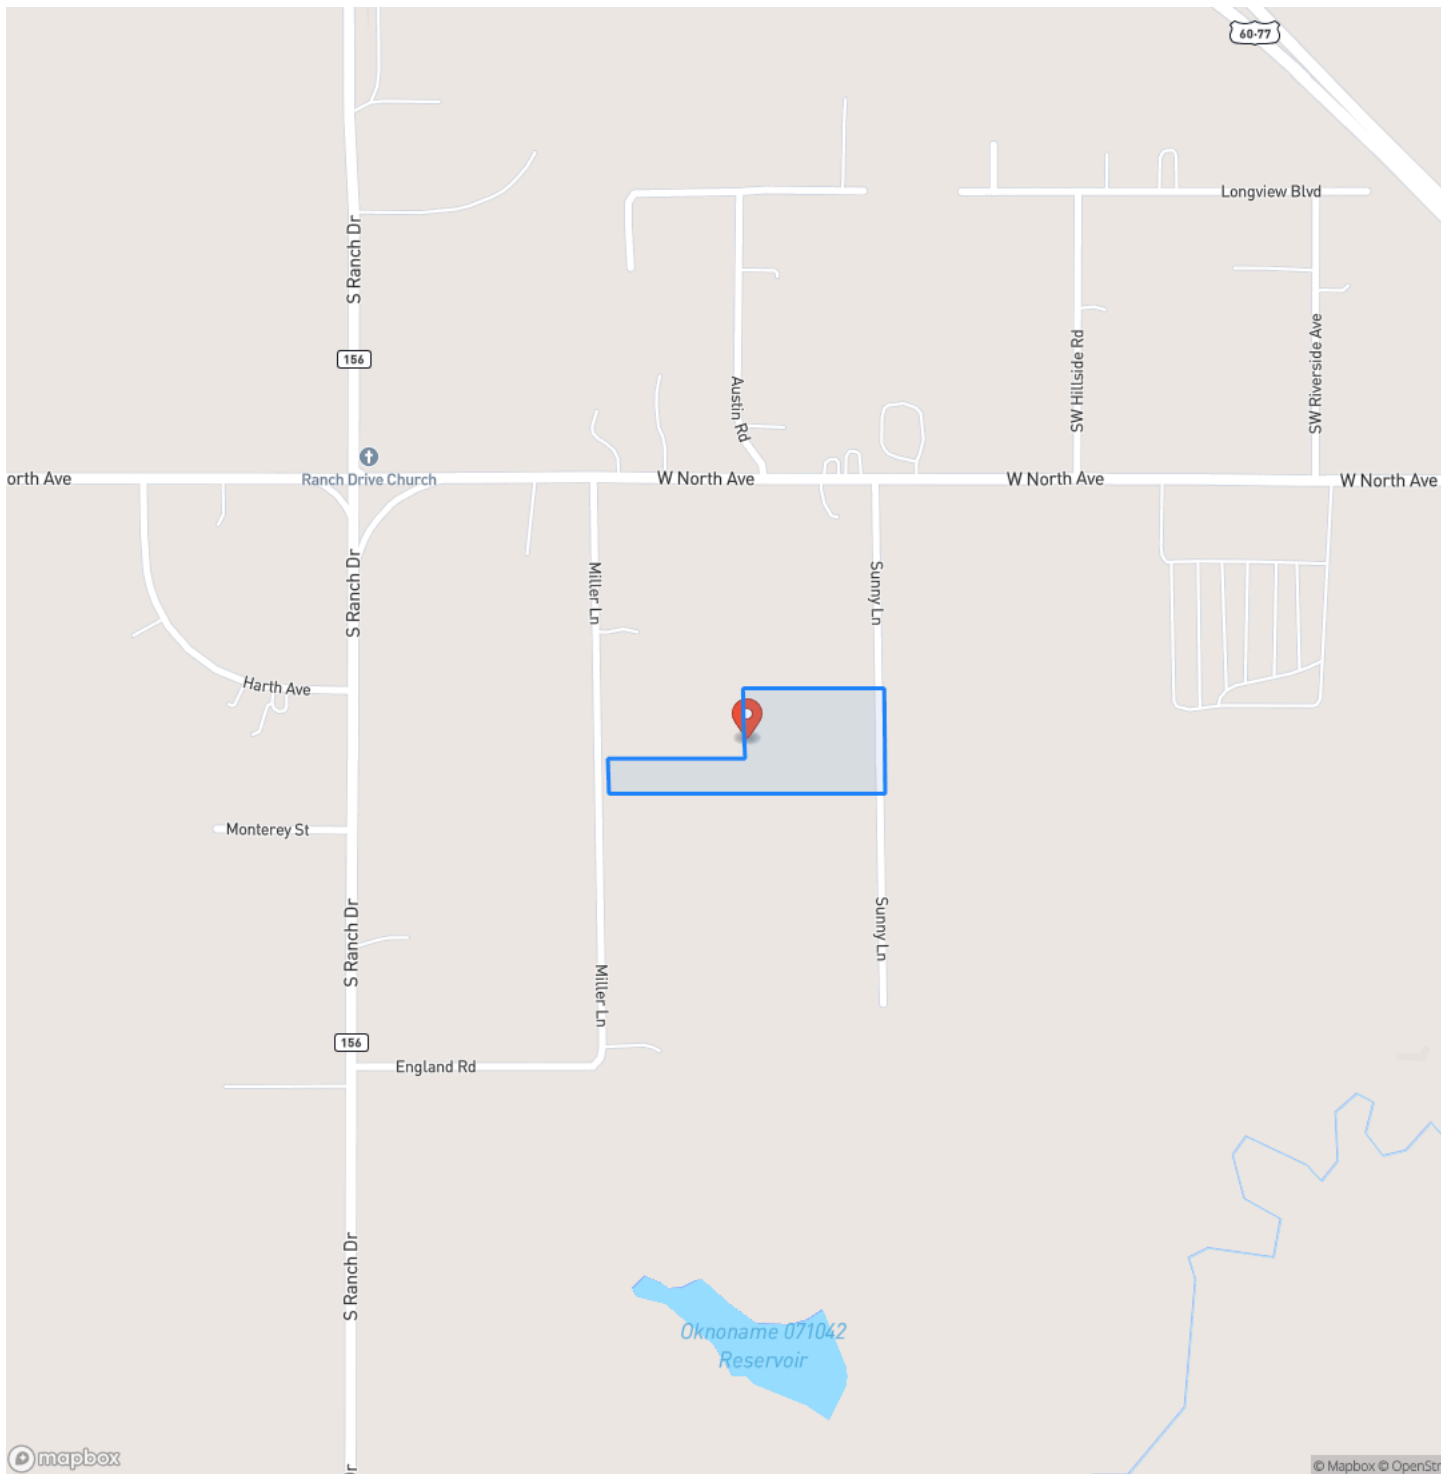 60-77
Longview Blvd
S Ranch Dr
SW Riverside Ave
SW Hillside Rd
156
Austin Rd
Ranch Drive Church
orth Ave
W North Ave
W North Ave
W North Ave
S Ranch Dr
Miller Ln
Sunny Ln
Harth Ave
Monterey St
S Ranch Dr
Sunny Ln
Miller Ln
156
England Rd
S Ranch Dr
Oknoname 071042
Reservoir
mapbox
Dr
© Mapbox © OpenStr